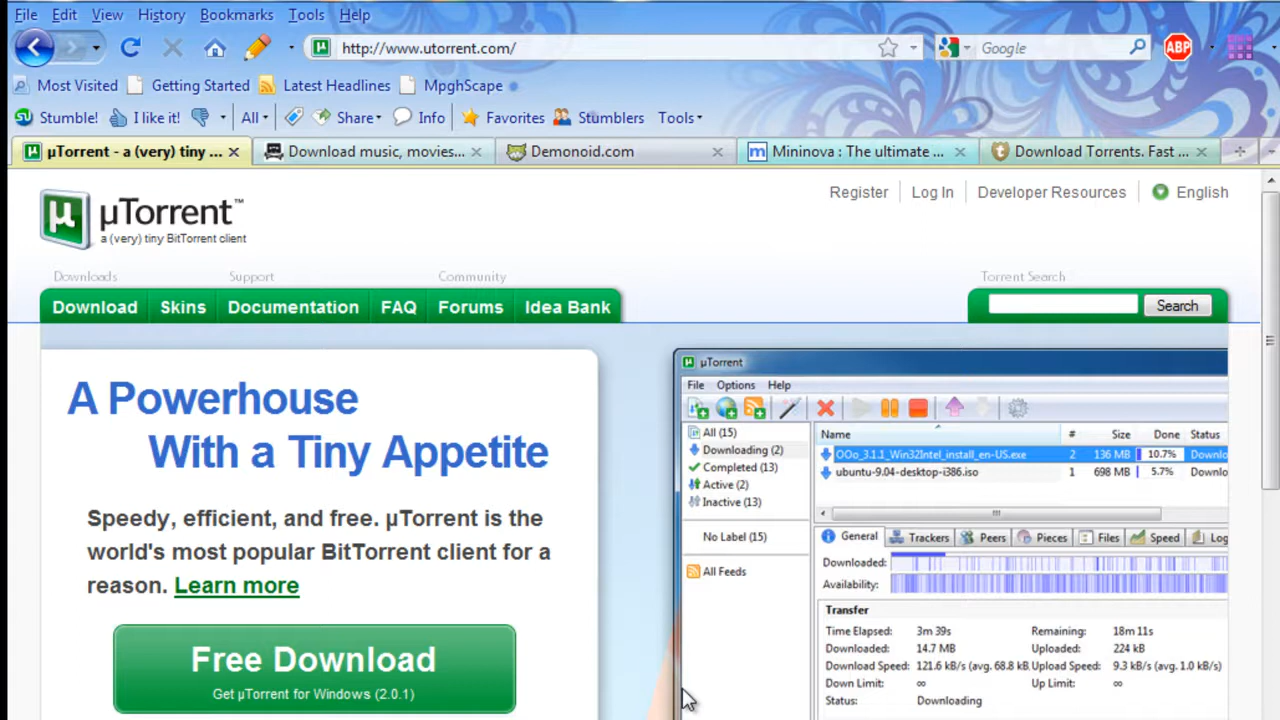 File Edit View History Bookmarks Tools Help
http://www.utorrent.com/ Google ABP
Most Visited Getting Started Latest Headlines MpghScape
Stumble! I like it! All Share Info Favorites Stumblers Tools
µTorrent - a (very) tiny ... Download music, movies... Demonoid.com m Mininova : The ultimate ... Download Torrents. Fast ...
Register Log In Developer Resources English
µ µTorrent™
a (very) tiny BitTorrent client
Downloads Support Community Torrent Search
Download Skins Documentation FAQ Forums Idea Bank Search
A Powerhouse
With a Tiny Appetite
Speedy, efficient, and free. µTorrent is the
world's most popular BitTorrent client for a
reason. Learn more
Free Download
Get µTorrent for Windows (2.0.1)
µTorrent
File Options Help
All (15)
Downloading (2)
Completed (13)
Active (2)
Inactive (13)
No Label (15)
All Feeds
Name # Size Done Status
OOo_3.1.1_Win32Intel_install_en-US.exe 2 136 MB 10.7% Downlo
ubuntu-9.04-desktop-i386.iso 1 698 MB 5.7% Downlo
General Trackers Peers Pieces Files Speed Log
Downloaded:
Availability:
Transfer
Time Elapsed: 3m 39s Remaining: 18m 11s
Downloaded: 14.7 MB Uploaded: 224 kB
Download Speed: 121.6 kB/s (avg. 68.8 kB Upload Speed: 9.3 kB/s (avg. 1.0 kB/s)
Down Limit: ∞ Up Limit: ∞
Status: Downloading